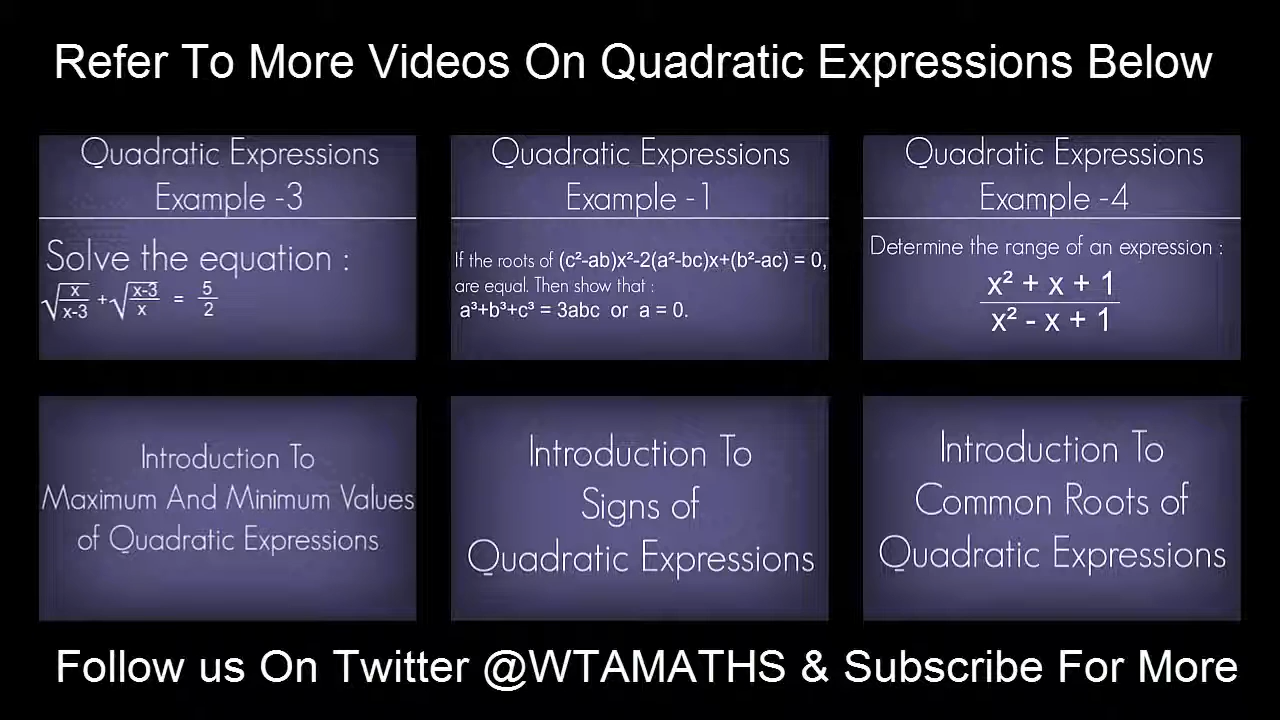 Refer To More Videos On Quadratic Expressions Below
Quadratic Expressions
Example -3
Solve the equation :
√(x/x-3) + √(x-3/x) = 5/2
Quadratic Expressions
Example -1
If the roots of (c²-ab)x²-2(a²-bc)x+(b²-ac) = 0,
are equal. Then show that :
a³+b³+c³ = 3abc or a = 0.
Quadratic Expressions
Example -4
Determine the range of an expression :
x² + x + 1
x² - x + 1
Introduction To
Maximum And Minimum Values
of Quadratic Expressions
Introduction To
Signs of
Quadratic Expressions
Introduction To
Common Roots of
Quadratic Expressions
Follow us On Twitter @WTAMATHS & Subscribe For More